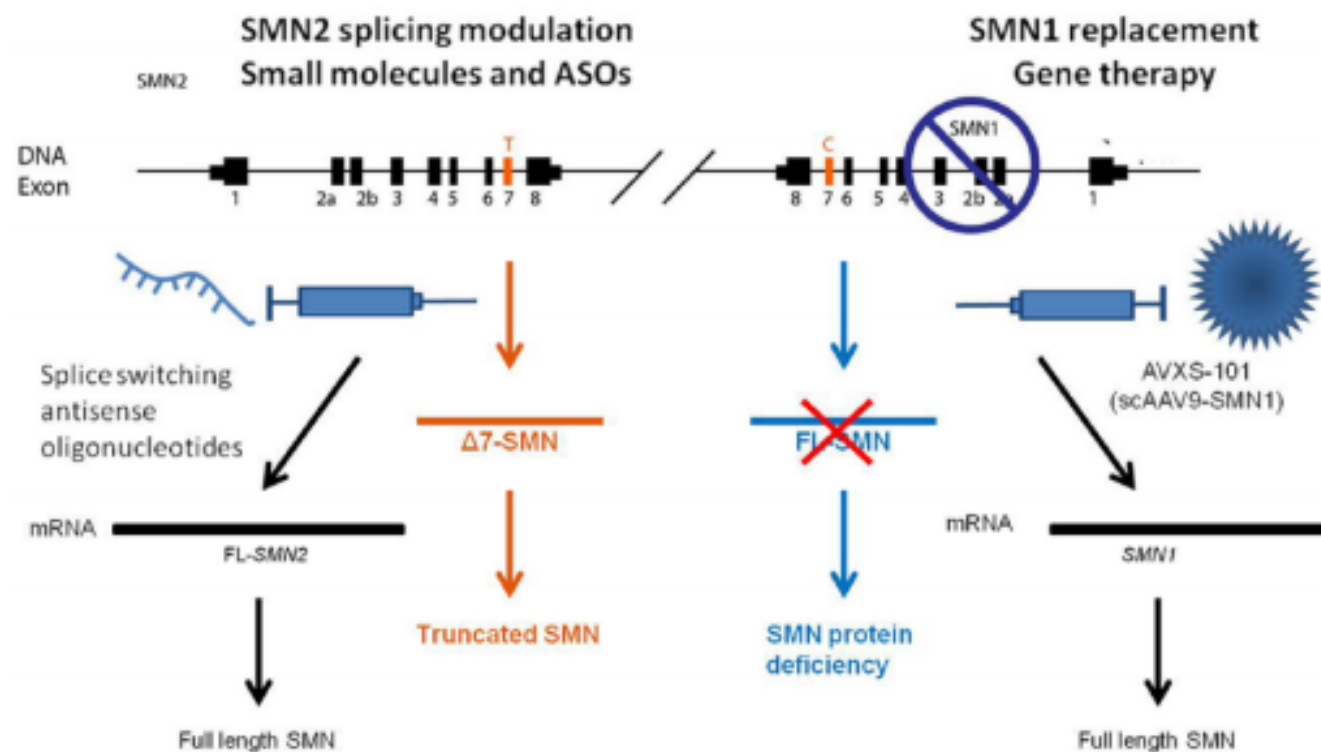 SMN2 splicing modulation
Small molecules and ASOs
SMN1 replacement
Gene therapy
SMN2
SMN1
DNA
Exon
T
C
1 2a 2b 3 4 5 6 7 8
8 7 6 5 4 3 2b 2a 1
Splice switching
antisense
oligonucleotides
Δ7-SMN
FL-SMN
AVXS-101
(scAAV9-SMN1)
mRNA
FL-SMN2
mRNA
SMN1
Truncated SMN
SMN protein
deficiency
Full length SMN
Full length SMN